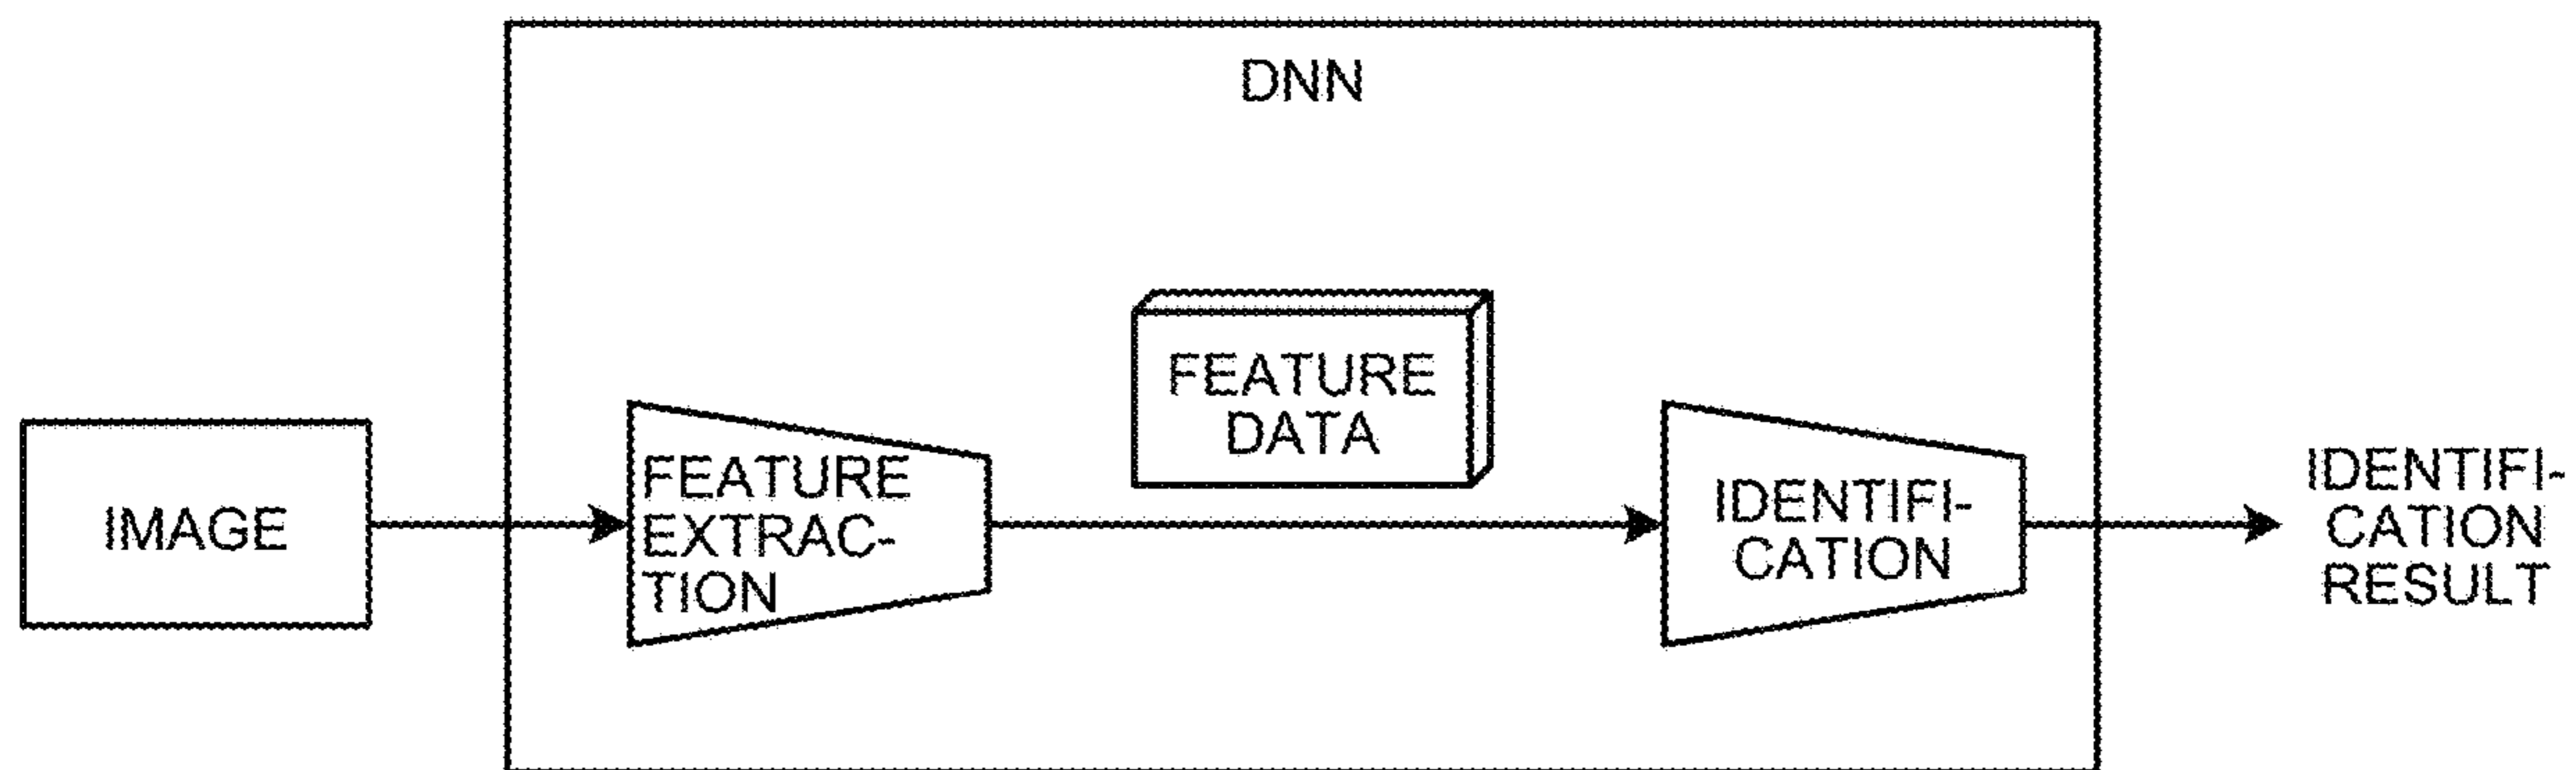 DNN
IMAGE
FEATURE
EXTRAC-
TION
FEATURE
DATA
IDENTIFI-
CATION
IDENTIFI-
CATION
RESULT